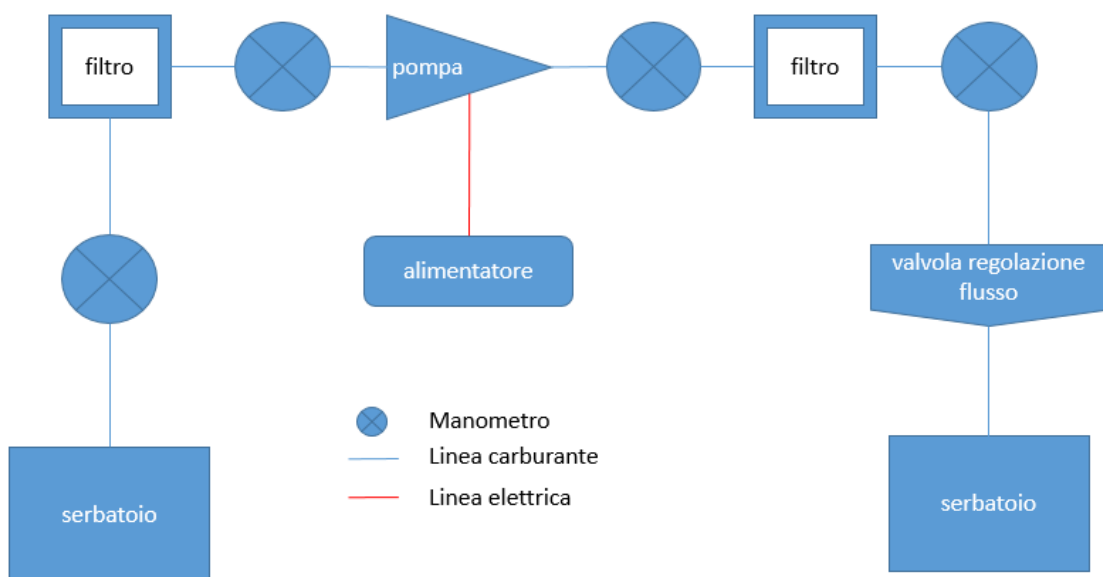 filtro
pompa
filtro
alimentatore
valvola regolazione
flusso
Manometro
Linea carburante
Linea elettrica
serbatoio
serbatoio